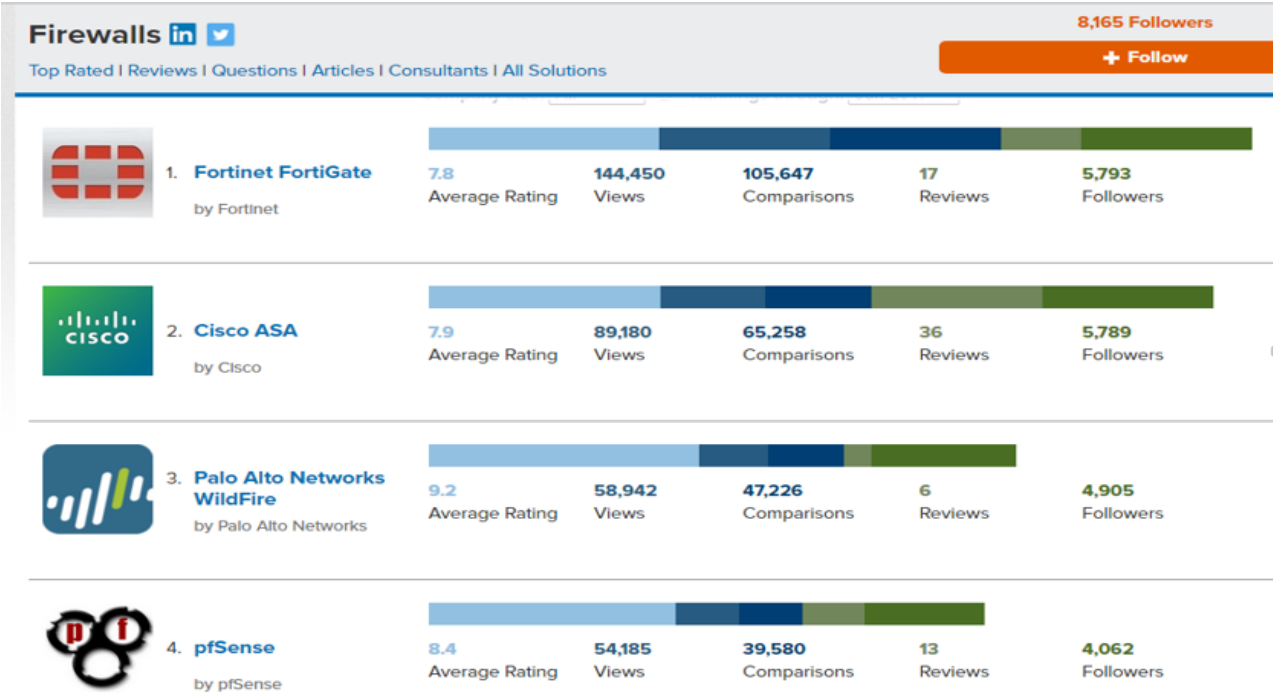 Firewalls in
8,165 Followers
+ Follow
Top Rated | Reviews | Questions | Articles | Consultants | All Solutions
1. Fortinet FortiGate
by Fortinet
7.8 144,450 105,647 17 5,793
Average Rating Views Comparisons Reviews Followers
CISCO
2. Cisco ASA
by Cisco
7.9 89,180 65,258 36 5,789
Average Rating Views Comparisons Reviews Followers
3. Palo Alto Networks
WildFire
by Palo Alto Networks
9.2 58,942 47,226 6 4,905
Average Rating Views Comparisons Reviews Followers
pf
4. pfSense
by pfSense
8.4 54,185 39,580 13 4,062
Average Rating Views Comparisons Reviews Followers